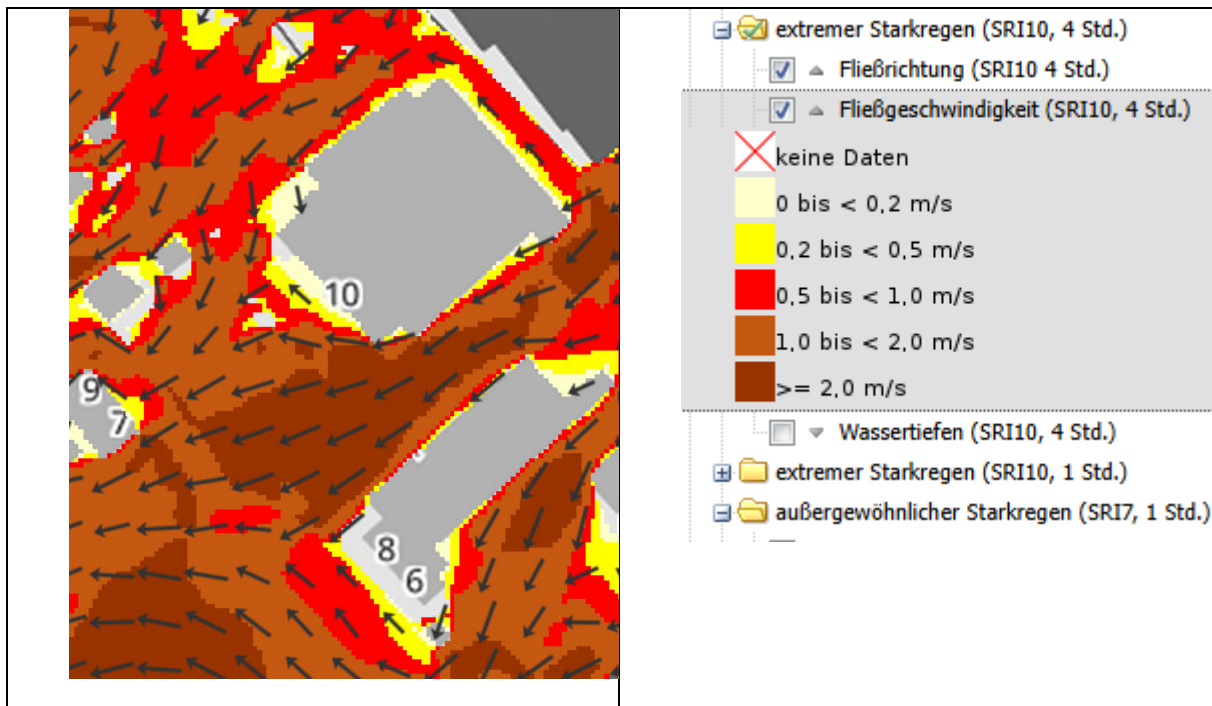 10
9
7
8
6
extremer Starkregen (SRI10, 4 Std.)
Fließrichtung (SRI10 4 Std.)
Fließgeschwindigkeit (SRI10, 4 Std.)
keine Daten
0 bis < 0,2 m/s
0,2 bis < 0,5 m/s
0,5 bis < 1,0 m/s
1,0 bis < 2,0 m/s
>= 2,0 m/s
Wassertiefen (SRI10, 4 Std.)
extremer Starkregen (SRI10, 1 Std.)
außergewöhnlicher Starkregen (SRI7, 1 Std.)